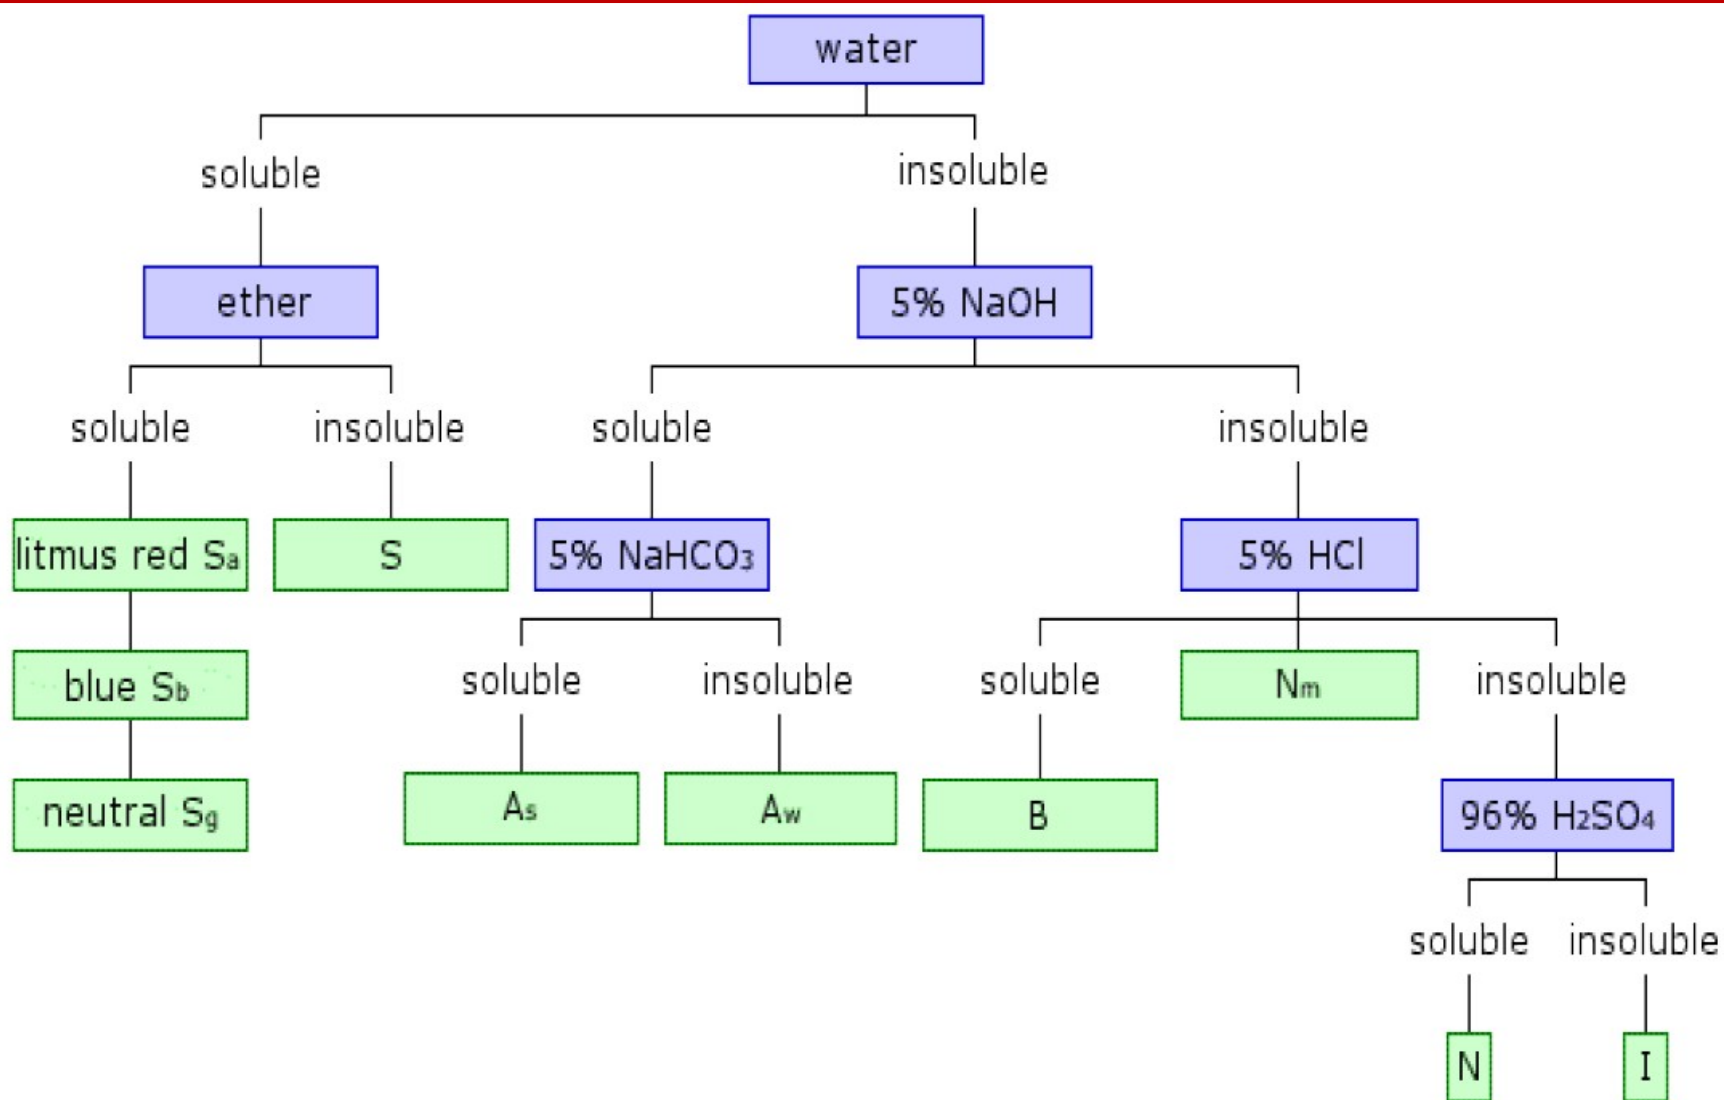 water
soluble
insoluble
ether
5% NaOH
soluble
insoluble
soluble
insoluble
litmus red Sa
S
5% NaHCO3
5% HCl
blue Sb
soluble
insoluble
soluble
Nm
insoluble
neutral Sg
As
Aw
B
96% H2SO4
soluble
insoluble
N
I